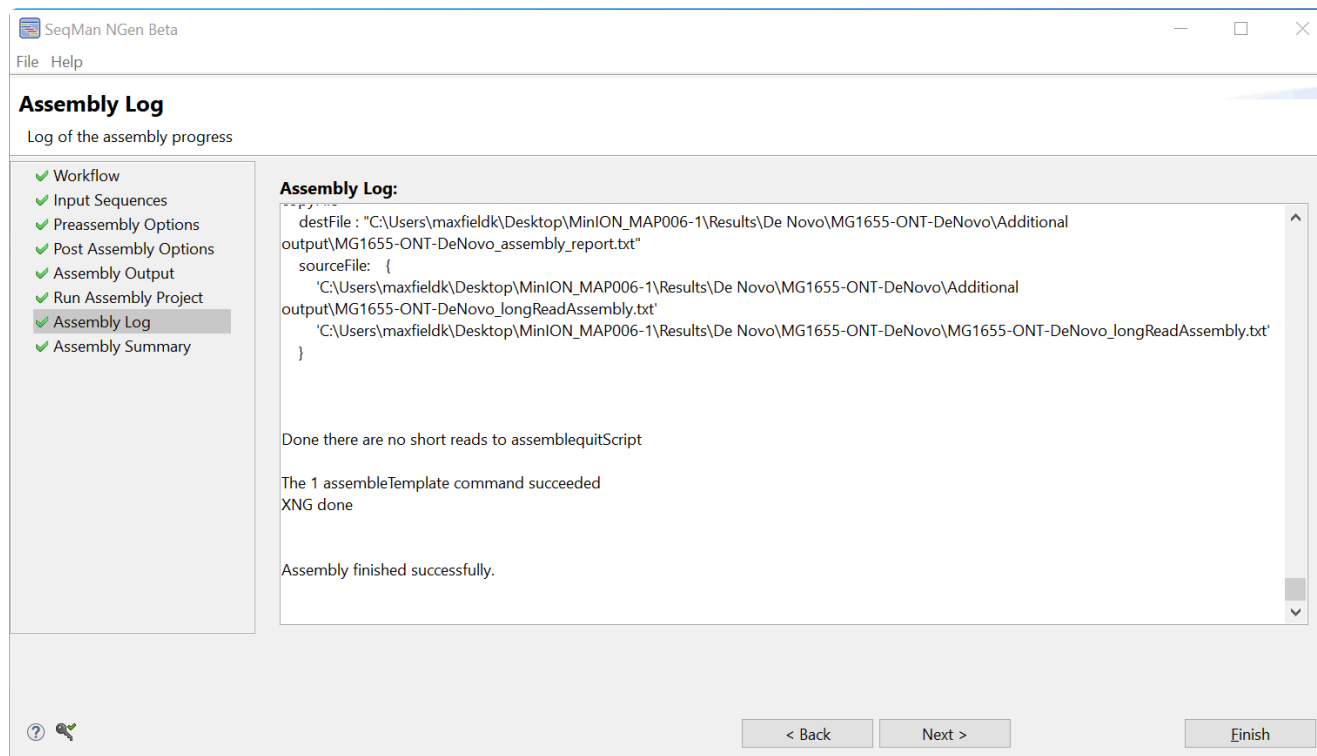 SeqMan NGen Beta
File Help
Assembly Log
Log of the assembly progress
Workflow
Input Sequences
Preassembly Options
Post Assembly Options
Assembly Output
Run Assembly Project
Assembly Log
Assembly Summary
Assembly Log:
destFile : "C:\Users\maxfieldk\Desktop\MinION_MAP006-1\Results\De Novo\MG1655-ONT-DeNovo\Additional
output\MG1655-ONT-DeNovo_assembly_report.txt"
sourceFile: {
'C:\Users\maxfieldk\Desktop\MinION_MAP006-1\Results\De Novo\MG1655-ONT-DeNovo\Additional
output\MG1655-ONT-DeNovo_longReadAssembly.txt'
'C:\Users\maxfieldk\Desktop\MinION_MAP006-1\Results\De Novo\MG1655-ONT-DeNovo\MG1655-ONT-DeNovo_longReadAssembly.txt'
}
Done there are no short reads to assemblequitScript
The 1 assembleTemplate command succeeded
XNG done
Assembly finished successfully.
?
< Back
Next >
Finish